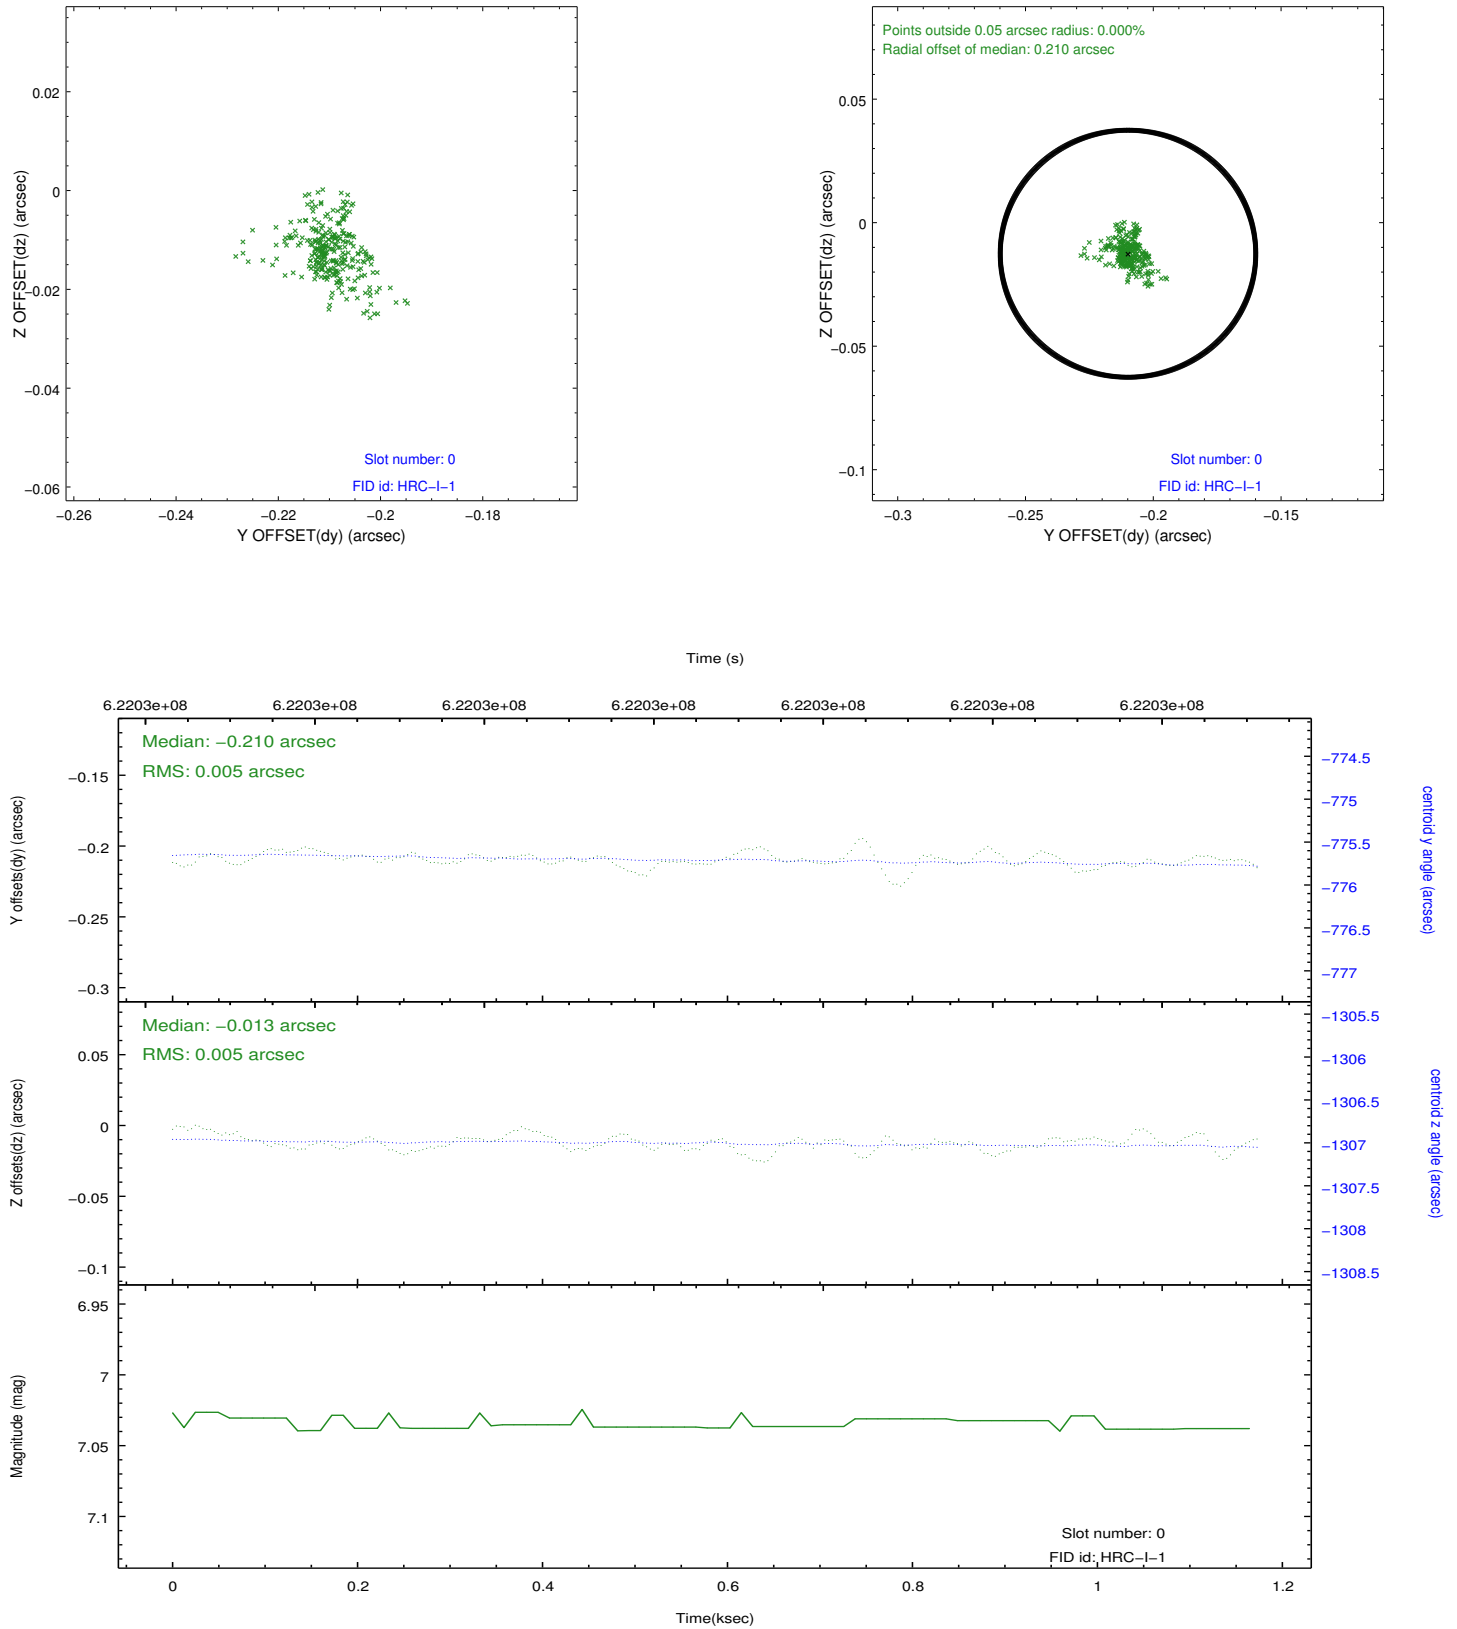 0.02
0
−0.02
−0.04
−0.06
Z OFFSET(dz) (arcsec)
Slot number: 0
FID id: HRC−I−1
−0.26
−0.24
−0.22
−0.2
−0.18
Y OFFSET(dy) (arcsec)
Points outside 0.05 arcsec radius: 0.000%
Radial offset of median: 0.210 arcsec
0.05
0
−0.05
−0.1
Z OFFSET(dz) (arcsec)
Slot number: 0
FID id: HRC−I−1
−0.3
−0.25
−0.2
−0.15
Y OFFSET(dy) (arcsec)
Time (s)
6.2203e+08
6.2203e+08
6.2203e+08
6.2203e+08
6.2203e+08
6.2203e+08
6.2203e+08
Median: −0.210 arcsec
RMS: 0.005 arcsec
−0.15
−0.2
−0.25
−0.3
Y offsets(dy) (arcsec)
−774.5
−775
−775.5
−776
−776.5
−777
centroid y angle (arcsec)
Median: −0.013 arcsec
RMS: 0.005 arcsec
0.05
0
−0.05
−0.1
Z offsets(dz) (arcsec)
−1305.5
−1306
−1306.5
−1307
−1307.5
−1308
−1308.5
centroid z angle (arcsec)
6.95
7
7.05
7.1
Magnitude (mag)
Slot number: 0
FID id: HRC−I−1
0
0.2
0.4
0.6
0.8
1
1.2
Time(ksec)